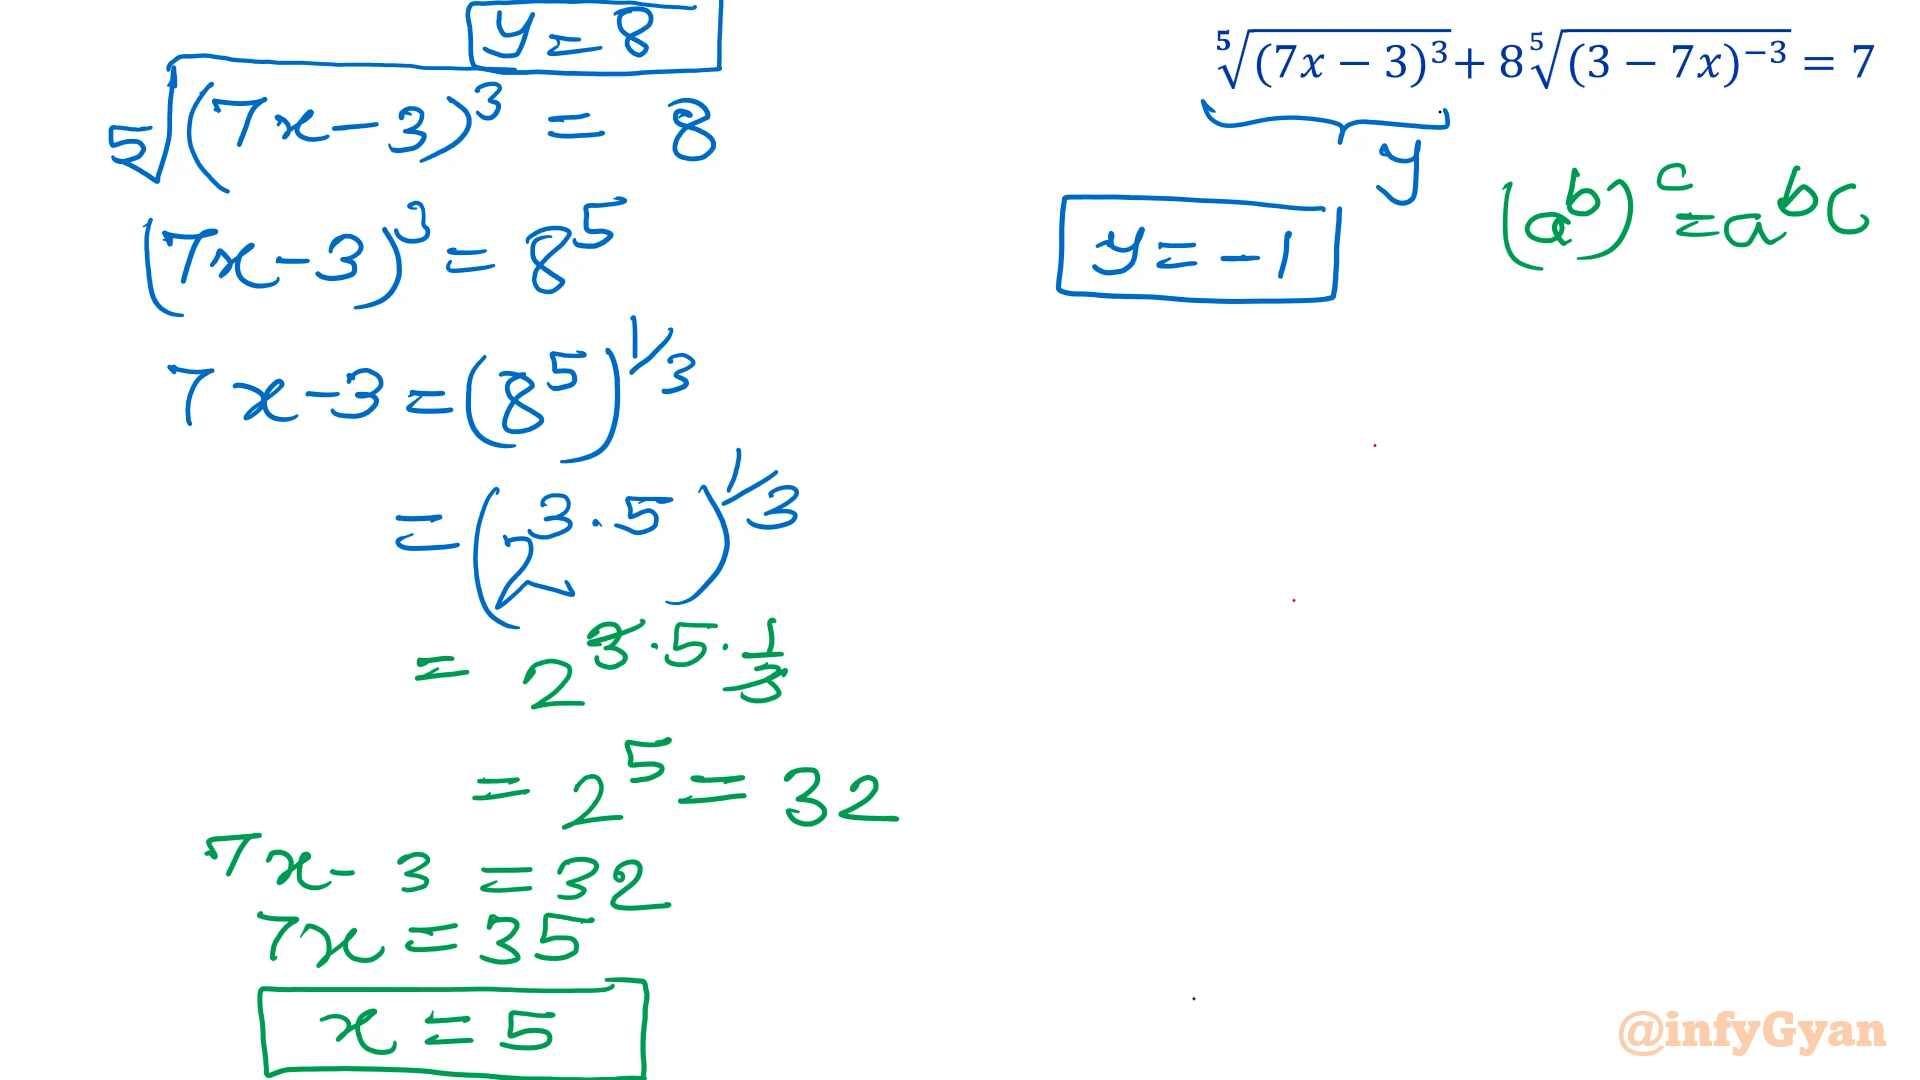 y = 8
⁵√(7x − 3)³ = 8
(7x − 3)³ = 8⁵
7x − 3 = (8⁵)^1/3
= (2^3·5)^1/3
= 2^3·5·1/3
= 2⁵ = 32
7x − 3 = 32
7x = 35
x = 5
⁵√(7x − 3)³ + 8 ⁵√(3 − 7x)⁻³ = 7
y
(a^b)^c = a^bc
y = −1
@infyGyan